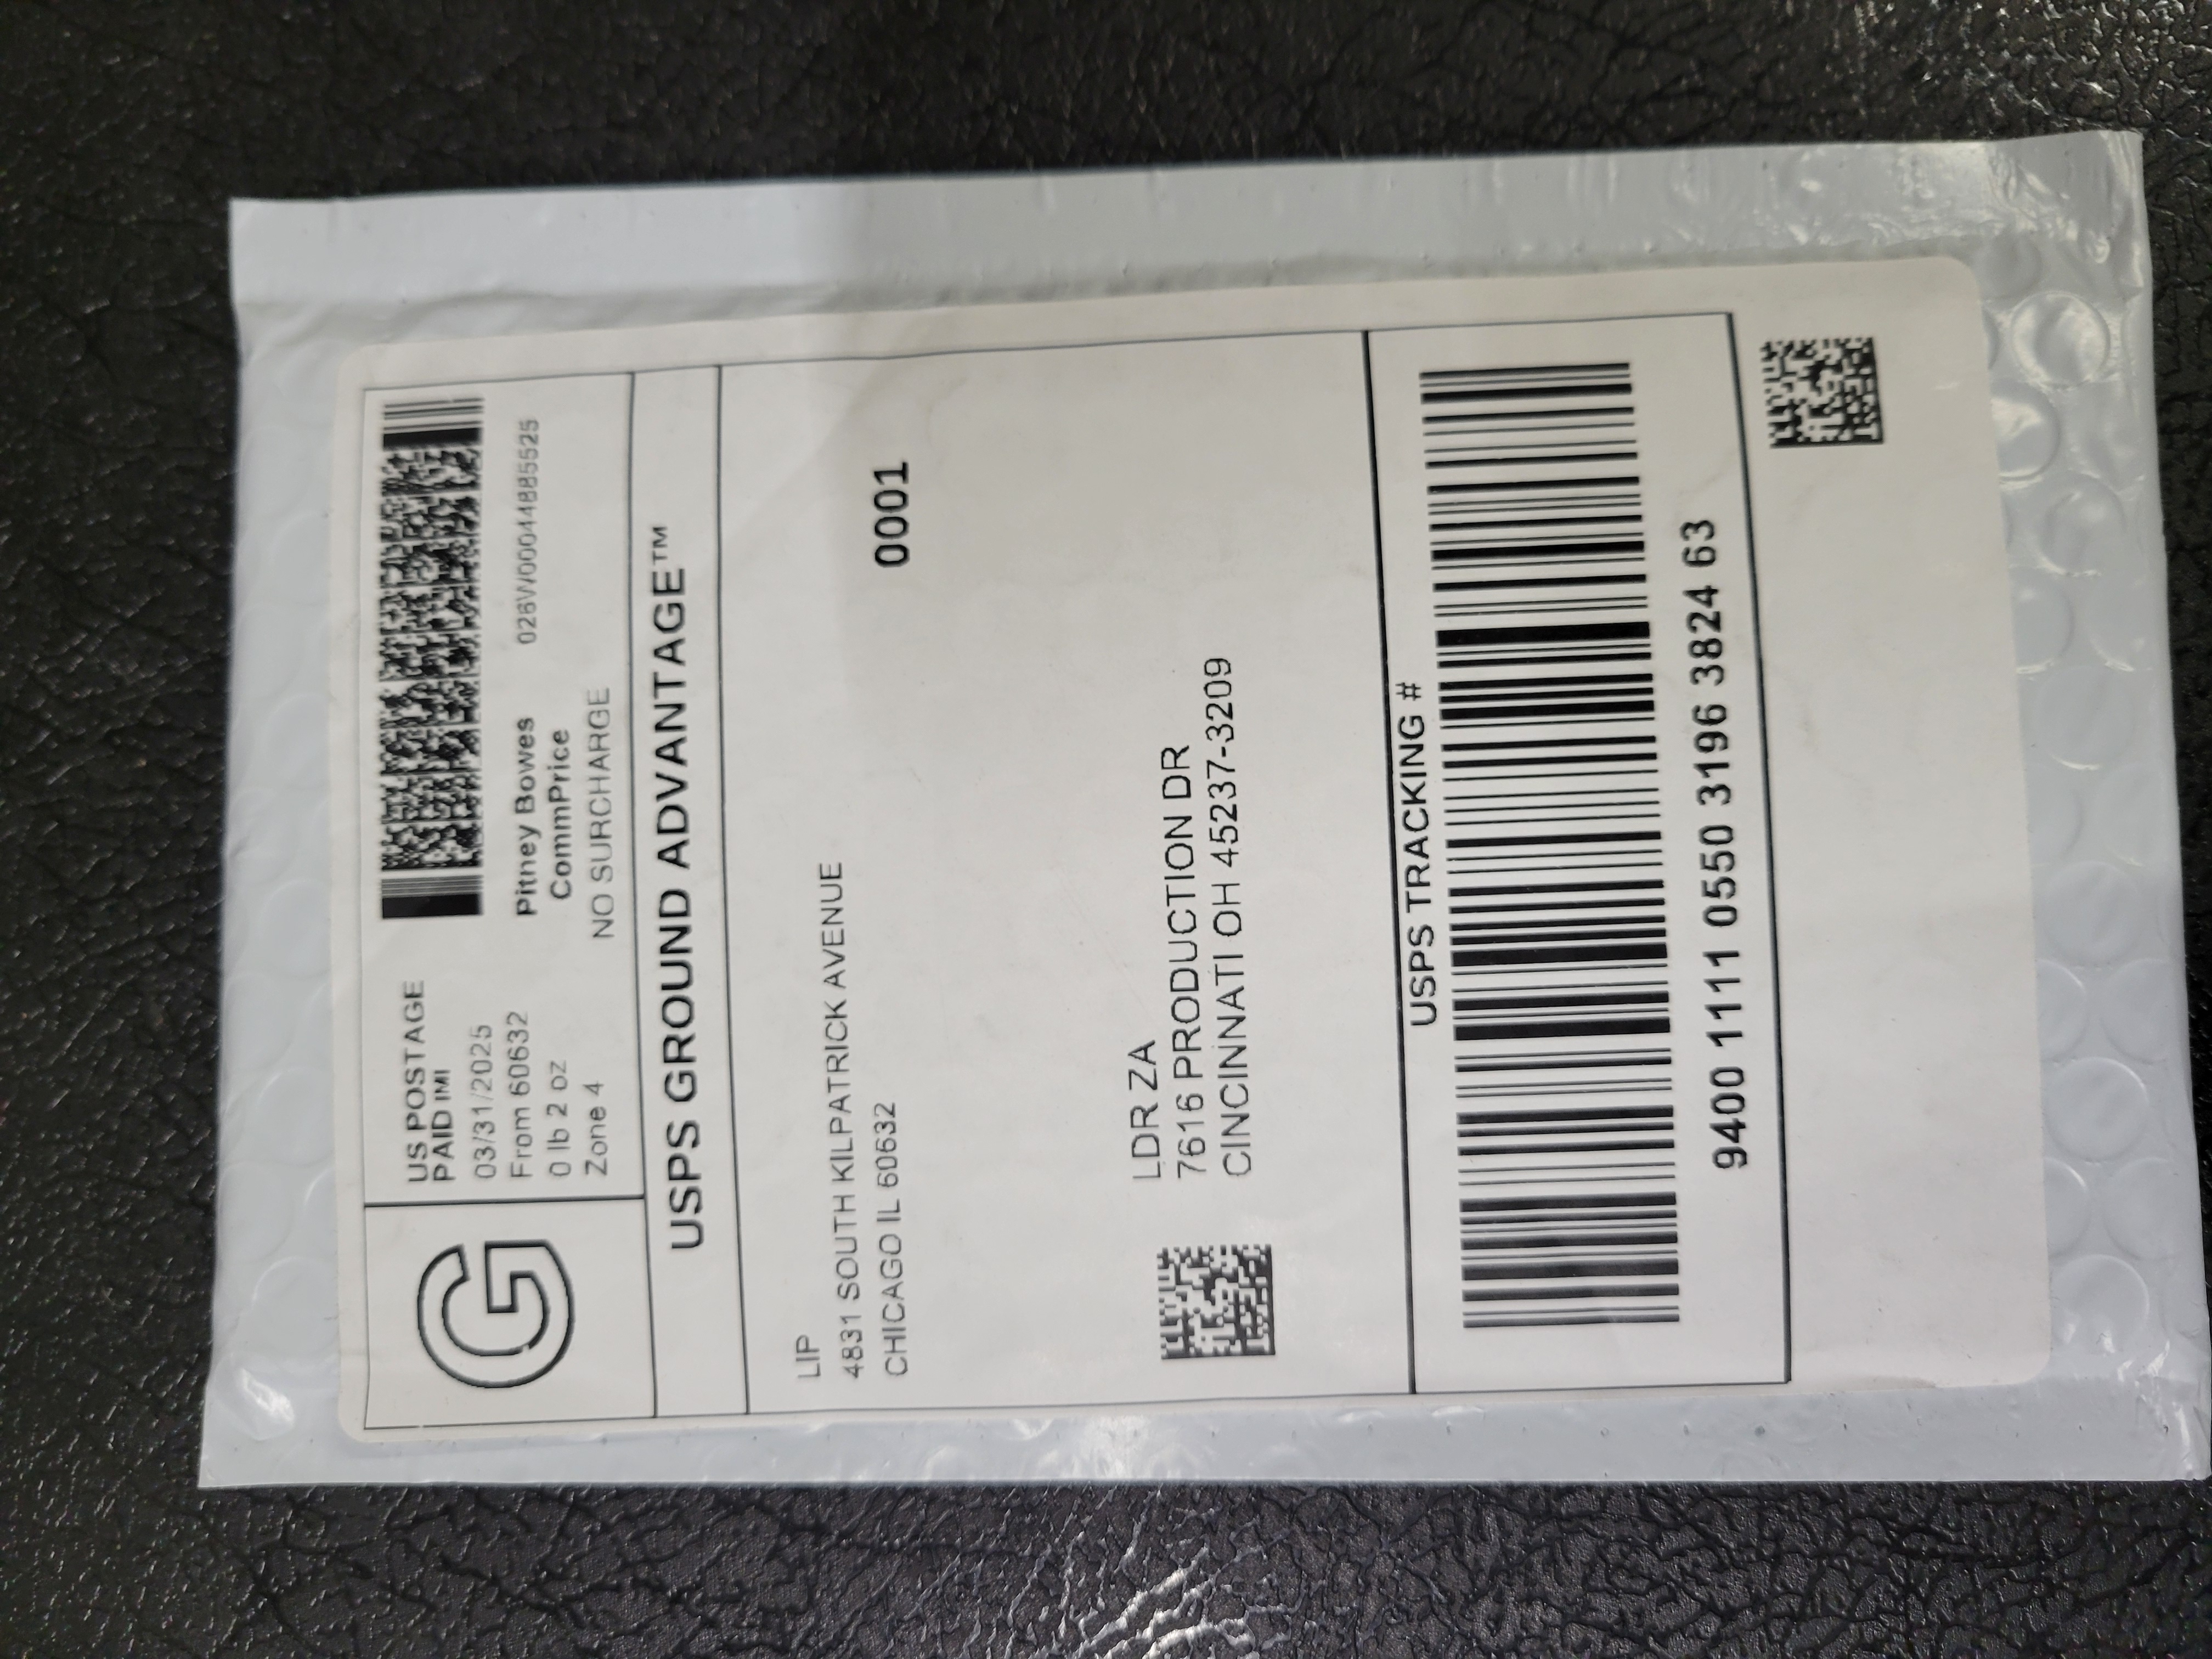 G
US POSTAGE
PAID IMI
03/31/2025
From 60632
0 lb 2 oz
Zone 4
Pitney Bowes
CommPrice
NO SURCHARGE
026W0004485525
USPS GROUND ADVANTAGE™
LIP
4831 SOUTH KILPATRICK AVENUE
CHICAGO IL 60632
0001
LDR ZA
7616 PRODUCTION DR
CINCINNATI OH 45237-3209
USPS TRACKING #
9400 1111 0550 3196 3824 63